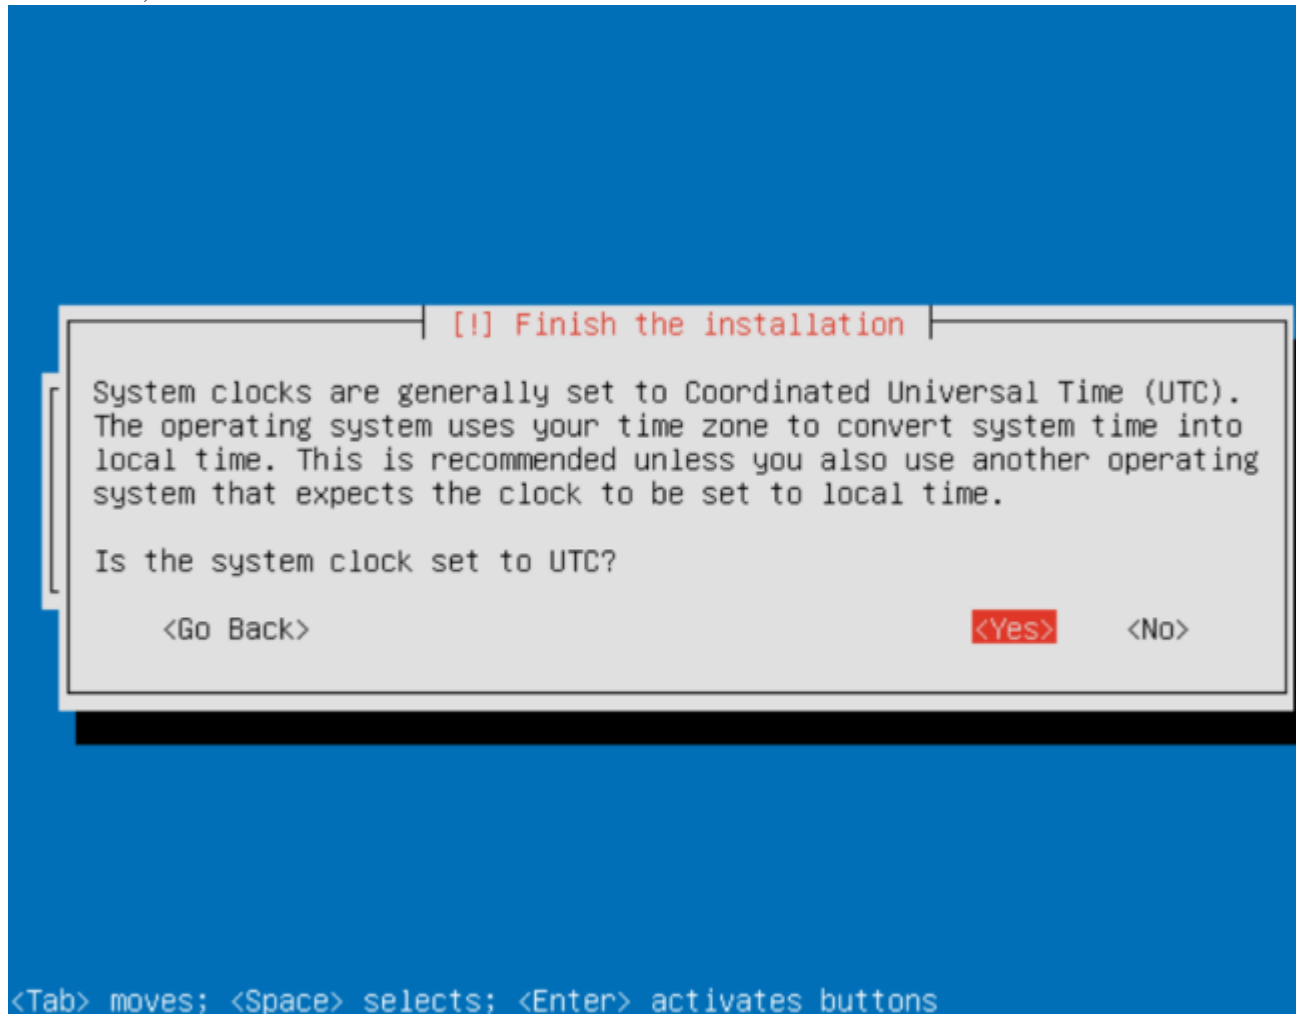 [!] Finish the installation
System clocks are generally set to Coordinated Universal Time (UTC).
The operating system uses your time zone to convert system time into
local time. This is recommended unless you also use another operating
system that expects the clock to be set to local time.
Is the system clock set to UTC?
<Go Back> <Yes> <No>
<Tab> moves; <Space> selects; <Enter> activates buttons